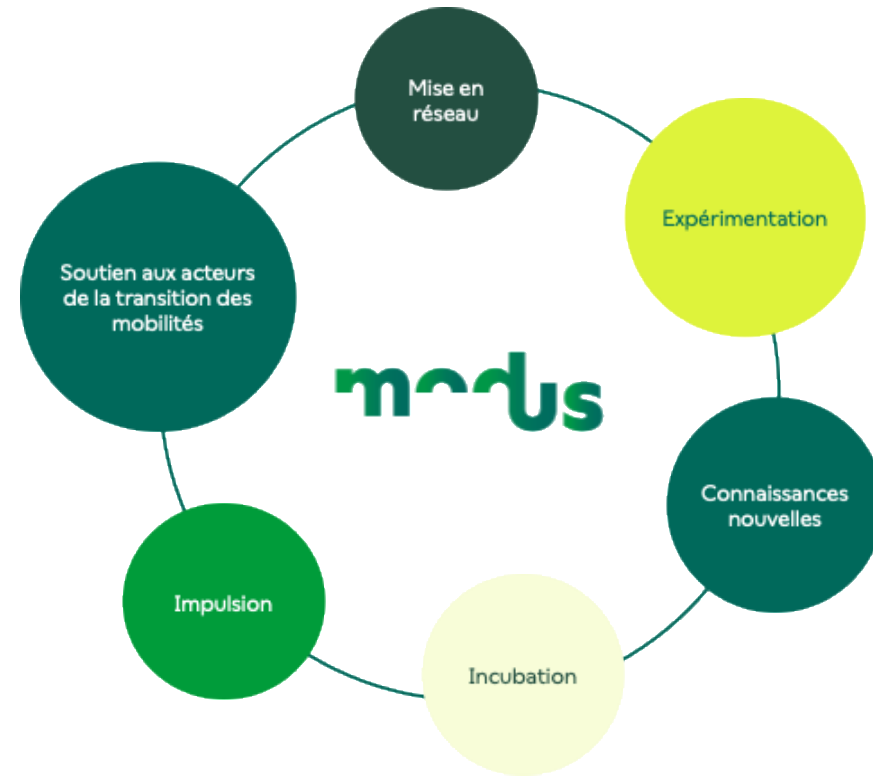 Mise en
réseau
Expérimentation
Soutien aux acteurs
de la transition des
mobilités
modus
Connaissances
nouvelles
Impulsion
Incubation